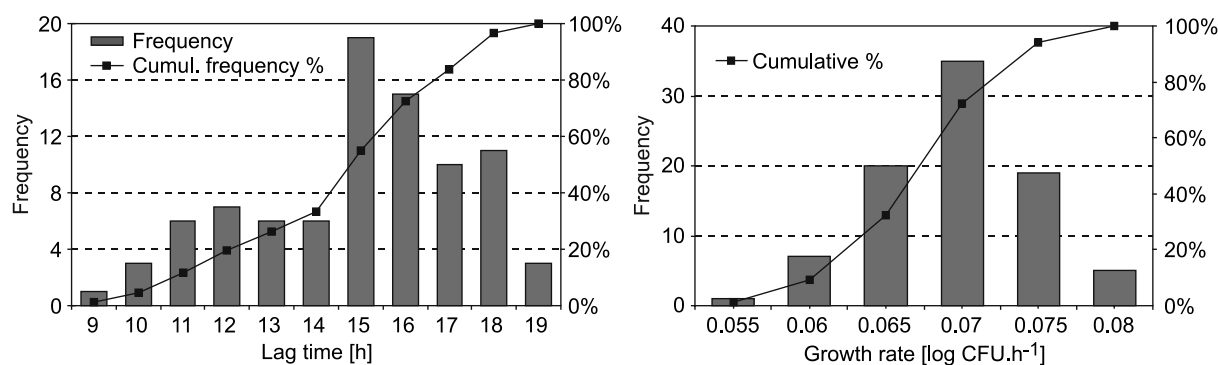 20
16
12
8
4
0
Frequency
Frequency
Cumul. frequency %
100%
80%
60%
40%
20%
0%
9 10 11 12 13 14 15 16 17 18 19
Lag time [h]
40
30
20
10
0
Frequency
Cumulative %
100%
80%
60%
40%
20%
0%
0.055 0.06 0.065 0.07 0.075 0.08
Growth rate [log CFU.h⁻¹]